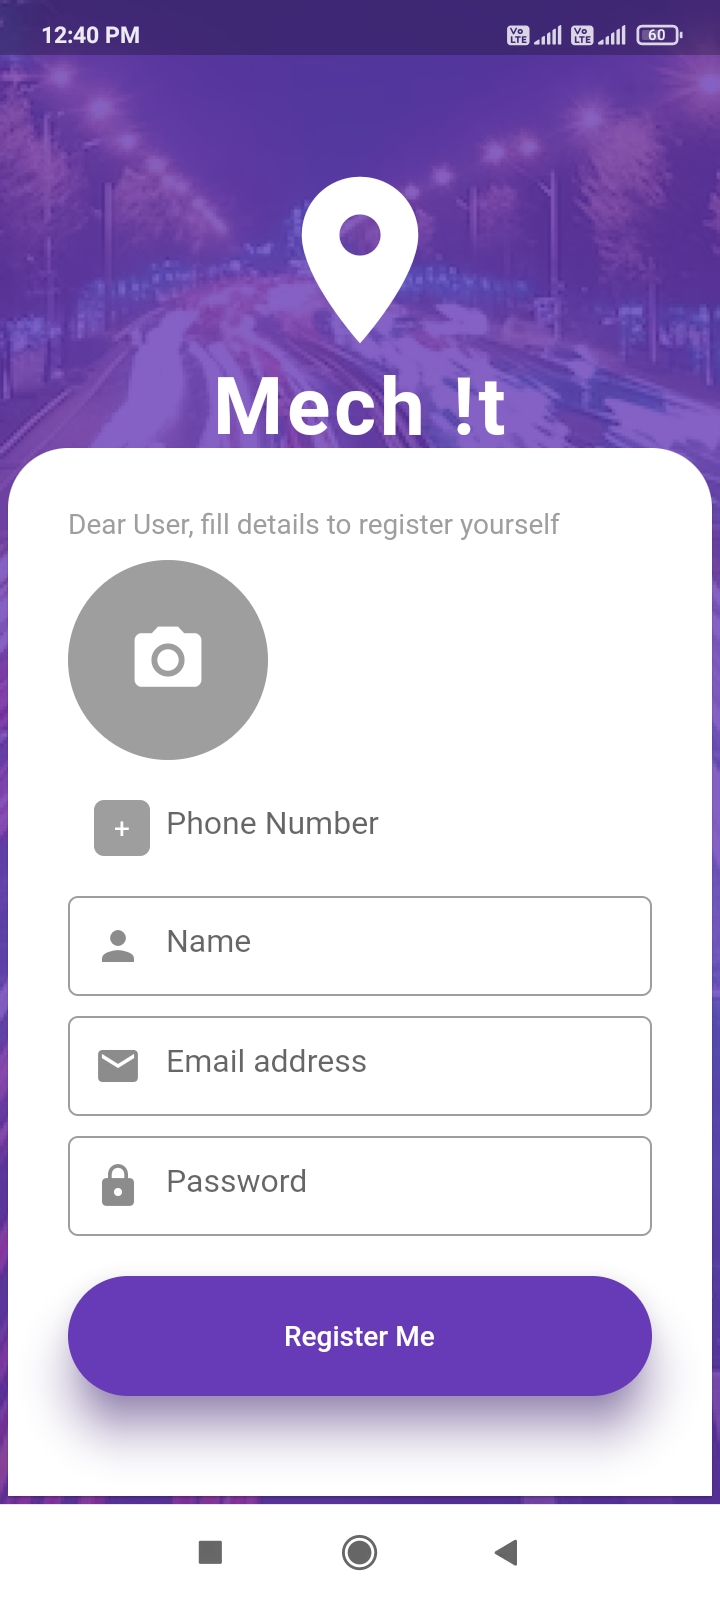 12:40 PM
Vo LTE Vo LTE 60
Mech !t
Dear User, fill details to register yourself
+ Phone Number
Name
Email address
Password
Register Me